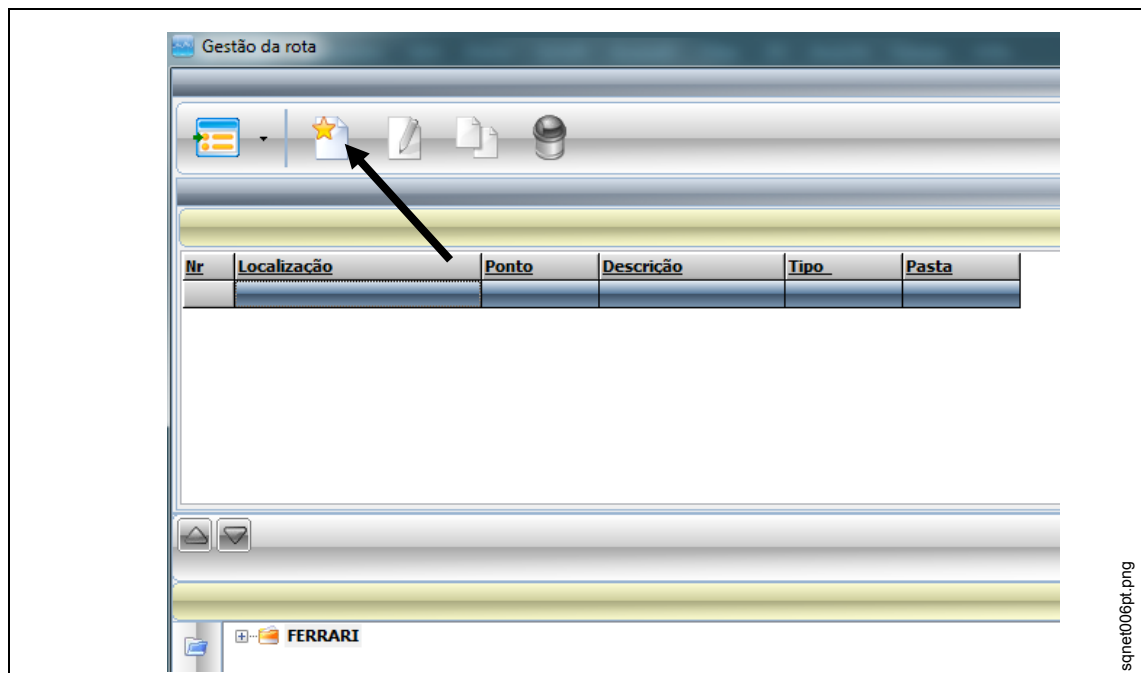 Gestão da rota
Nr Localização Ponto Descrição Tipo Pasta
FERRARI
sqnet006pt.png